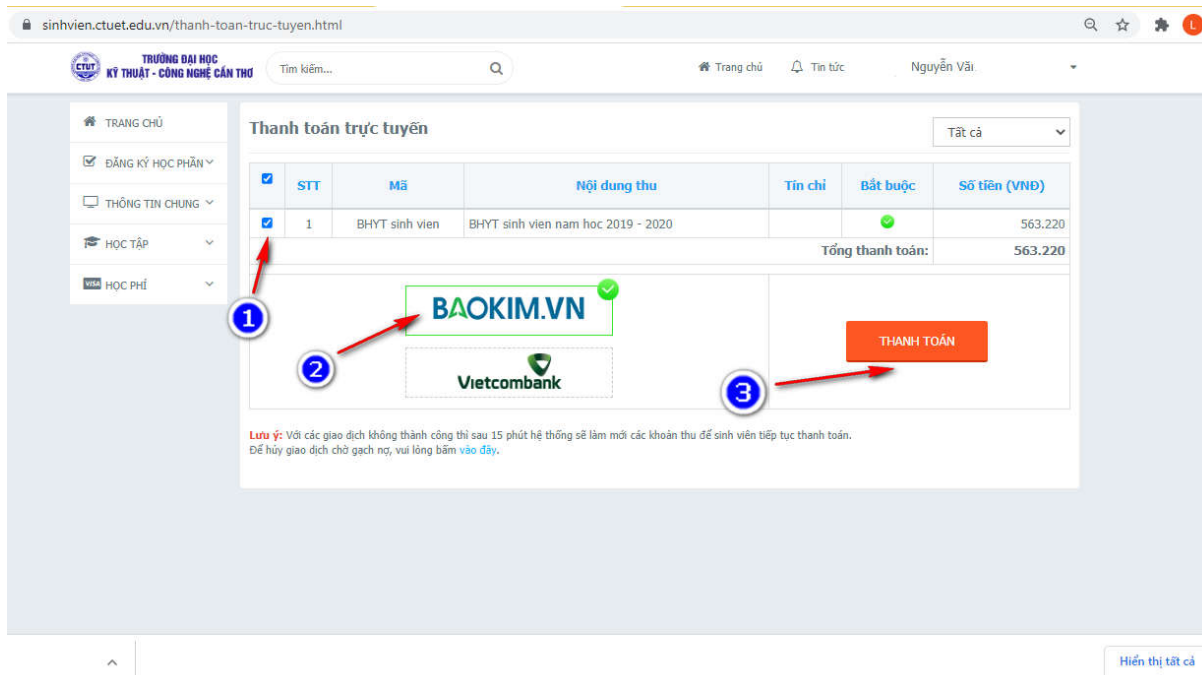 sinhvien.ctuet.edu.vn/thanh-toan-truc-tuyen.html
L
CTUT
TRƯỜNG ĐẠI HỌC
KỸ THUẬT - CÔNG NGHỆ CẦN THƠ
Tìm kiếm...
Trang chủ
Tin tức
Nguyễn Vă
TRANG CHỦ
ĐĂNG KÝ HỌC PHẦN
THÔNG TIN CHUNG
HỌC TẬP
VISA HỌC PHÍ
Thanh toán trực tuyến
Tất cả
STT Mã Nội dung thu Tín chỉ Bắt buộc Số tiền (VNĐ)
1 BHYT sinh vien BHYT sinh vien nam hoc 2019 - 2020 563.220
Tổng thanh toán: 563.220
1
BAOKIM.VN
2
Vietcombank
THANH TOÁN
3
Lưu ý: Với các giao dịch không thành công thì sau 15 phút hệ thống sẽ làm mới các khoản thu để sinh viên tiếp tục thanh toán.
Để hủy giao dịch chờ gạch nợ, vui lòng bấm vào đây.
Hiển thị tất cả